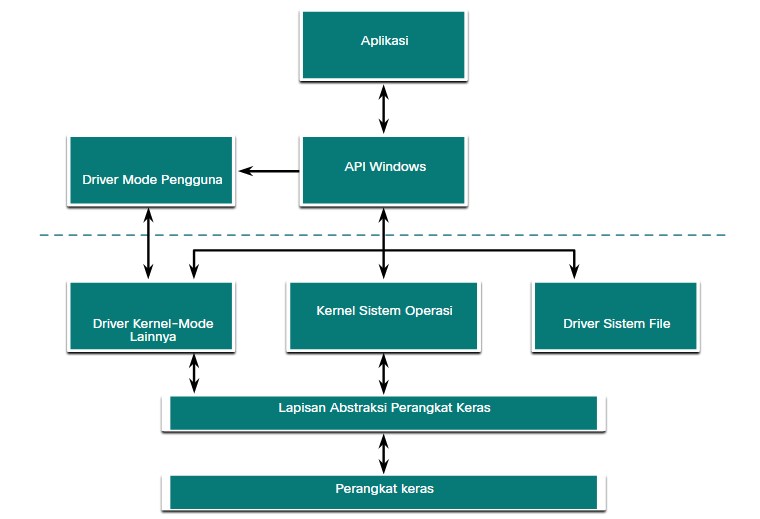 Aplikasi
Driver Mode Pengguna
API Windows
Driver Kernel-Mode
Lainnya
Kernel Sistem Operasi
Driver Sistem File
Lapisan Abstraksi Perangkat Keras
Perangkat keras